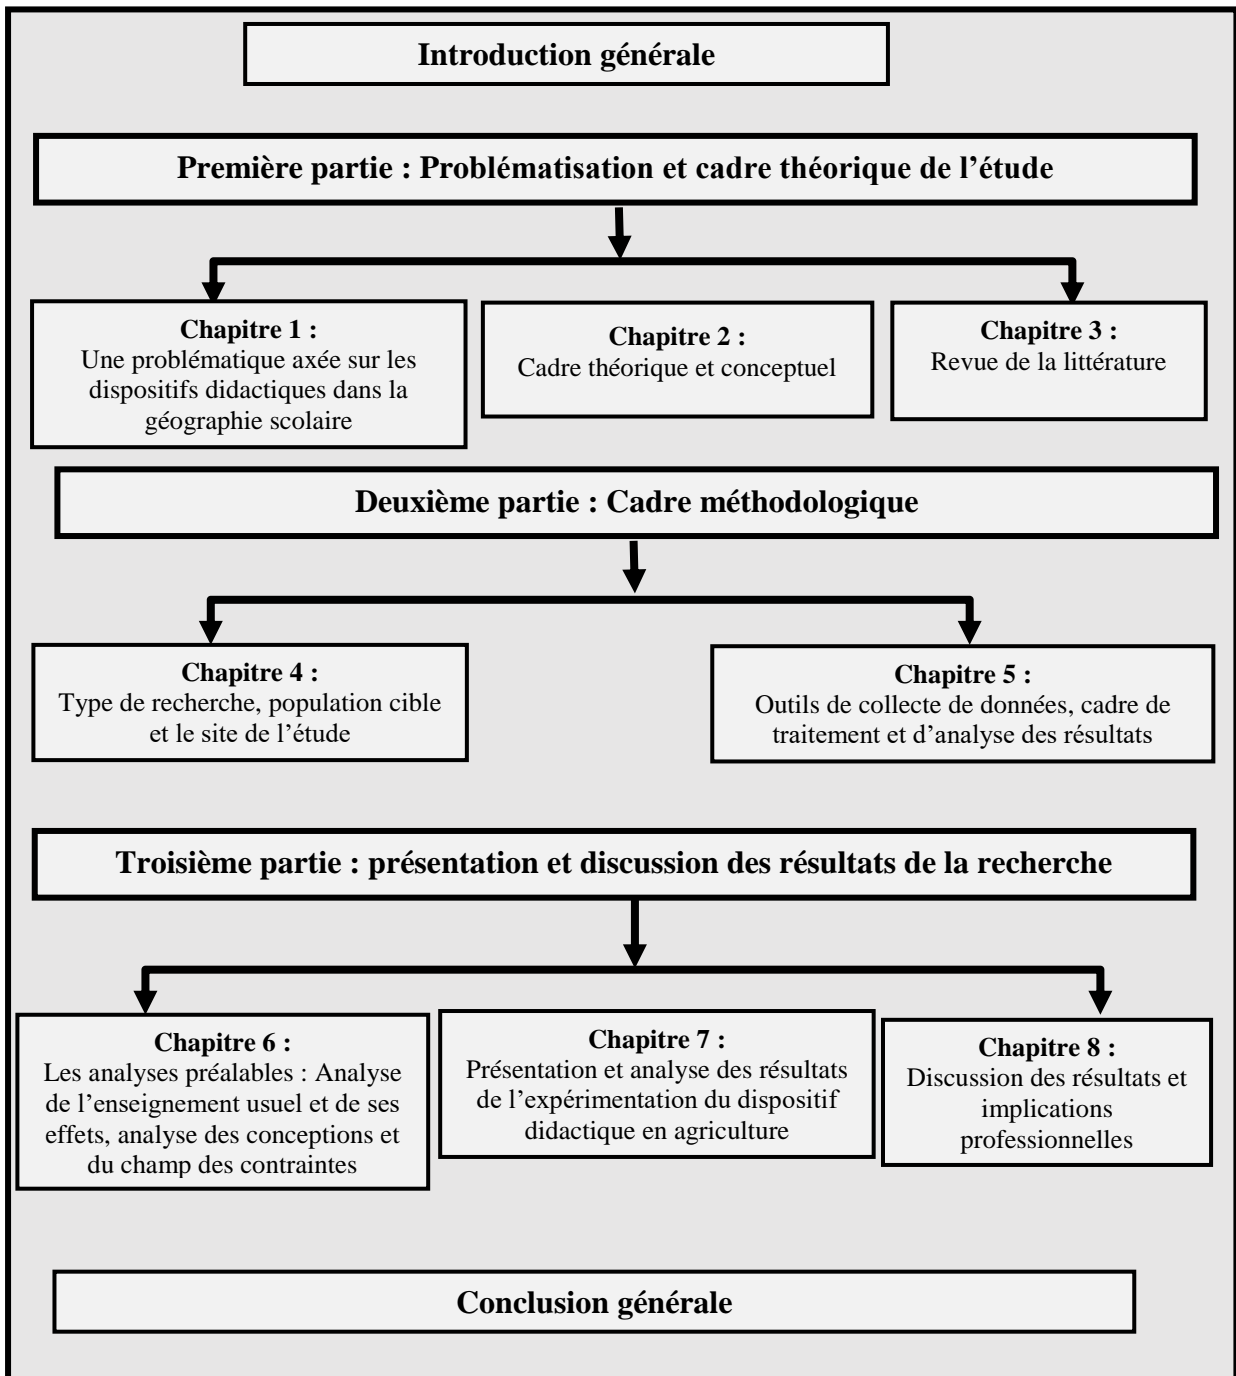 Introduction générale
Première partie : Problématisation et cadre théorique de l’étude
Chapitre 1 :
Une problématique axée sur les
dispositifs didactiques dans la
géographie scolaire
Chapitre 2 :
Cadre théorique et conceptuel
Chapitre 3 :
Revue de la littérature
Deuxième partie : Cadre méthodologique
Chapitre 4 :
Type de recherche, population cible
et le site de l’étude
Chapitre 5 :
Outils de collecte de données, cadre de
traitement et d’analyse des résultats
Troisième partie : présentation et discussion des résultats de la recherche
Chapitre 6 :
Les analyses préalables : Analyse
de l’enseignement usuel et de ses
effets, analyse des conceptions et
du champ des contraintes
Chapitre 7 :
Présentation et analyse des résultats
de l’expérimentation du dispositif
didactique en agriculture
Chapitre 8 :
Discussion des résultats et
implications
professionnelles
Conclusion générale